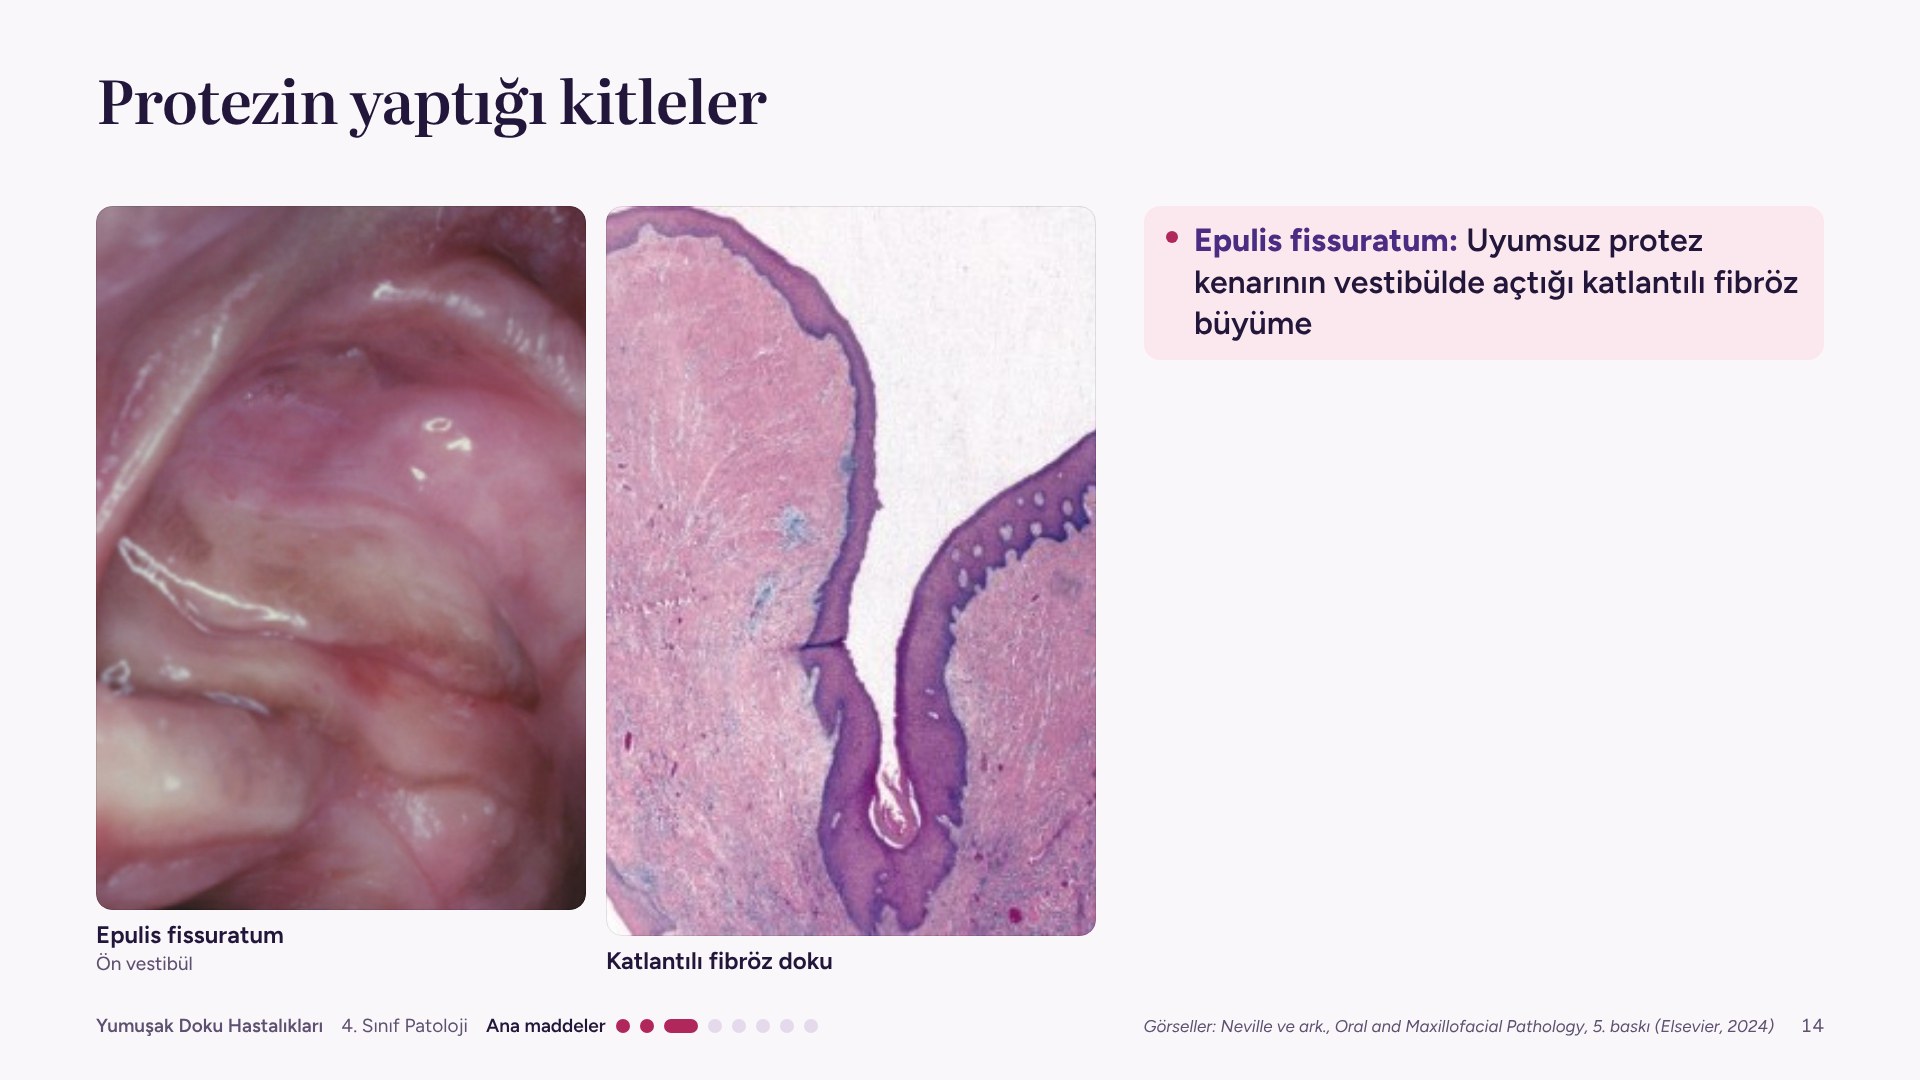 Protezin yaptığı kitleler
Epulis fissuratum: Uyumsuz protez
kenarının vestibülde açtığı katlantılı fibröz
büyüme
Epulis fissuratum
Ön vestibül
Katlantılı fibröz doku
Yumuşak Doku Hastalıkları 4. Sınıf Patoloji Ana maddeler
Görseller: Neville ve ark., Oral and Maxillofacial Pathology, 5. baskı (Elsevier, 2024) 14